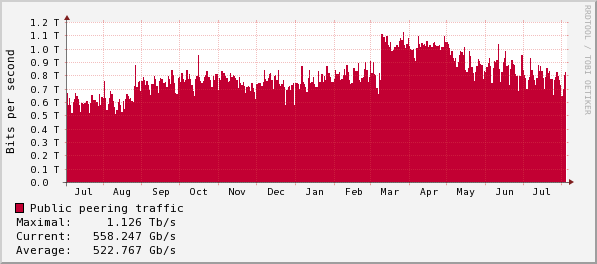 1.2 T
1.1 T
1.0 T
0.9 T
0.8 T
0.7 T
0.6 T
0.5 T
0.4 T
0.3 T
0.2 T
0.1 T
0.0
Bits per second
Jul Aug Sep Oct Nov Dec Jan Feb Mar Apr May Jun Jul
RRDTOOL / TOBI OETIKER
Public peering traffic
Maximal: 1.126 Tb/s
Current: 558.247 Gb/s
Average: 522.767 Gb/s